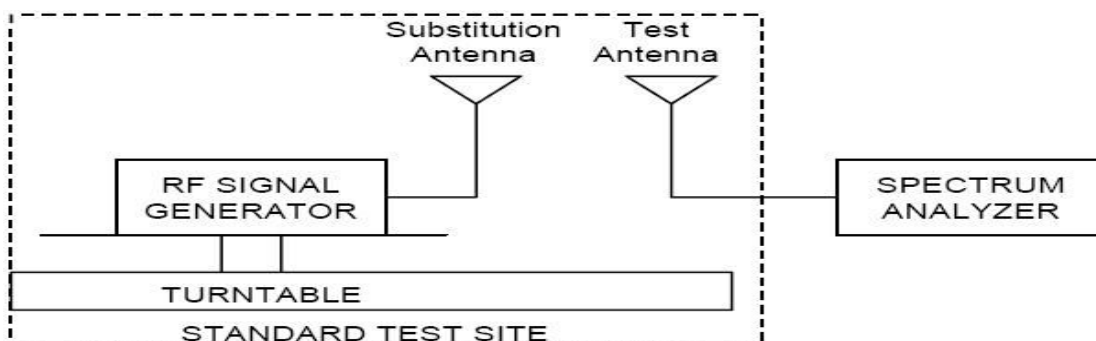 Substitution
Antenna
Test
Antenna
RF SIGNAL
GENERATOR
SPECTRUM
ANALYZER
TURNTABLE
STANDARD TEST SITE